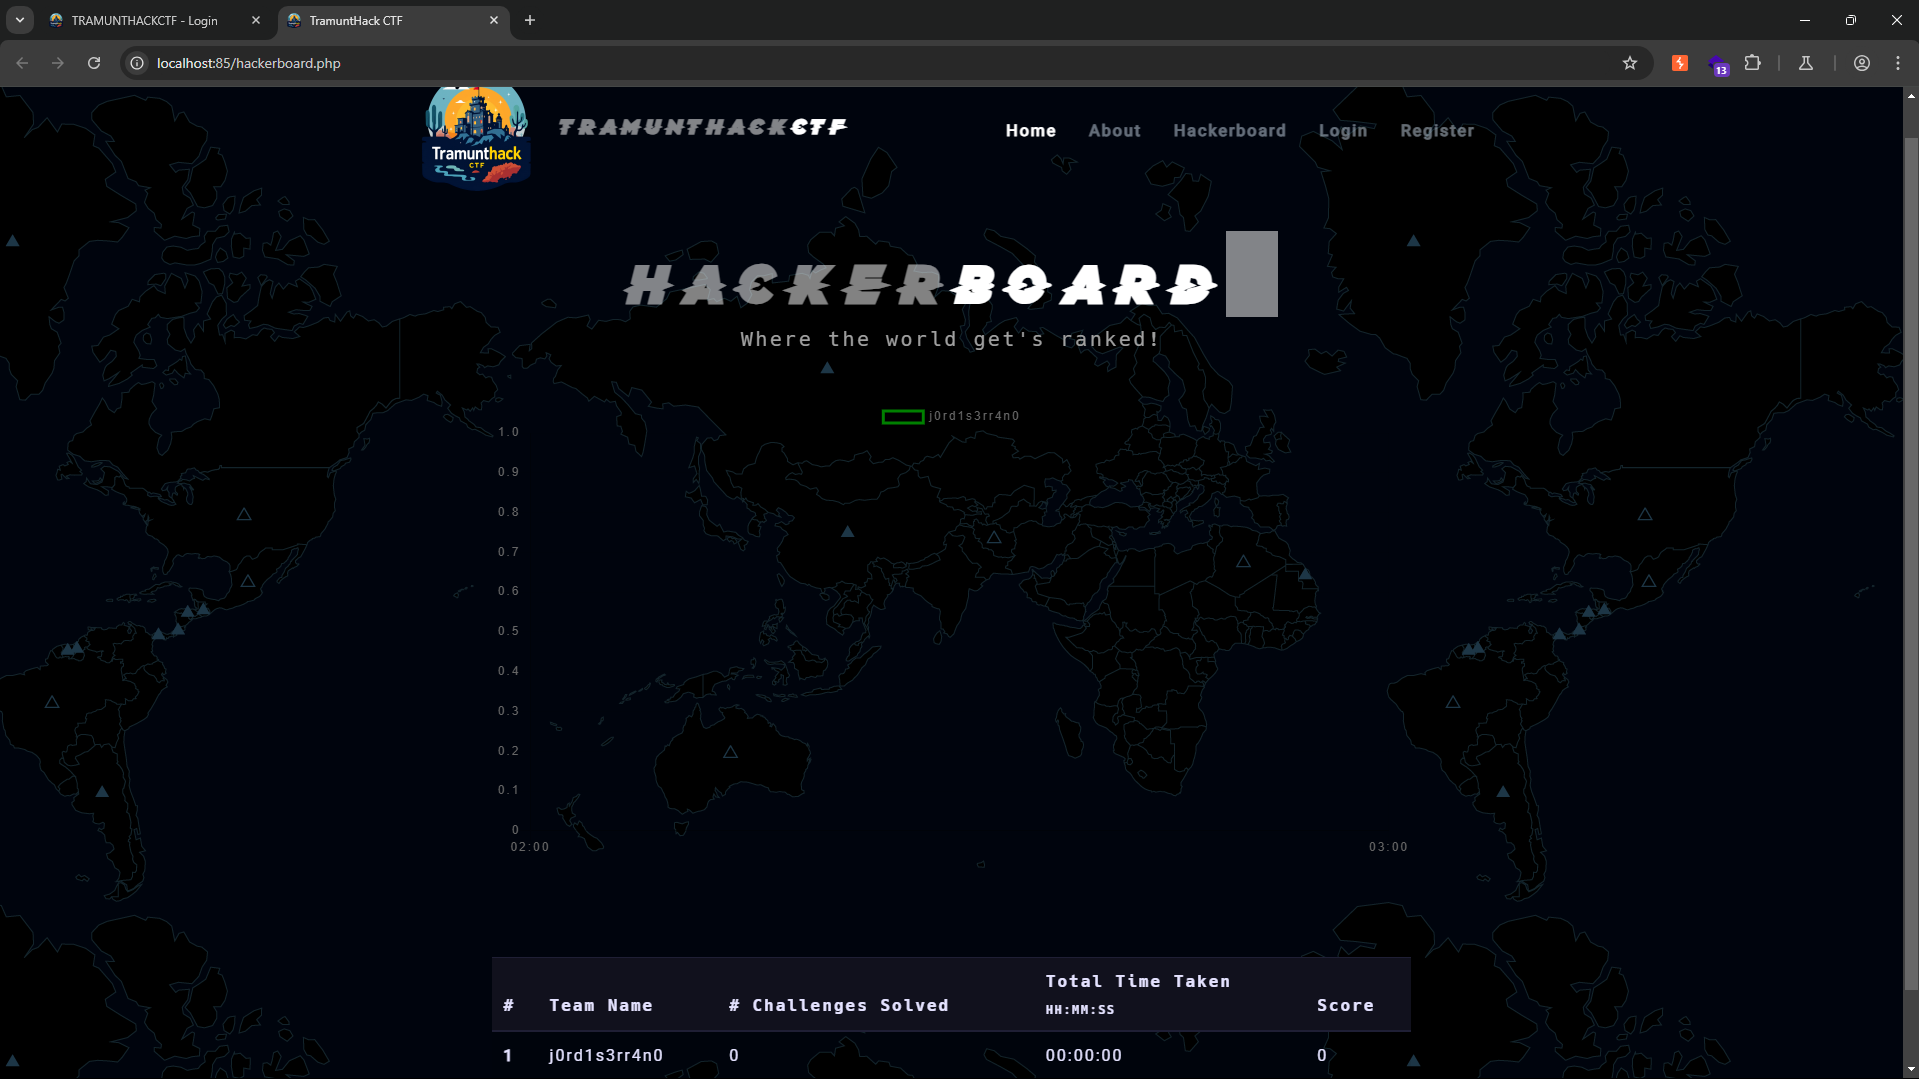 TRAMUNTHACKCTF - Login
TramuntHack CTF
localhost:85/hackerboard.php
13
Tramunthack
CTF
TRAMUNTHACKCTF
Home About Hackerboard Login Register
HACKERBOARD
Where the world get's ranked!
j0rd1s3rr4n0
1.0
0.9
0.8
0.7
0.6
0.5
0.4
0.3
0.2
0.1
0
02:00 03:00
# Team Name # Challenges Solved Total Time Taken HH:MM:SS Score
1 j0rd1s3rr4n0 0 00:00:00 0